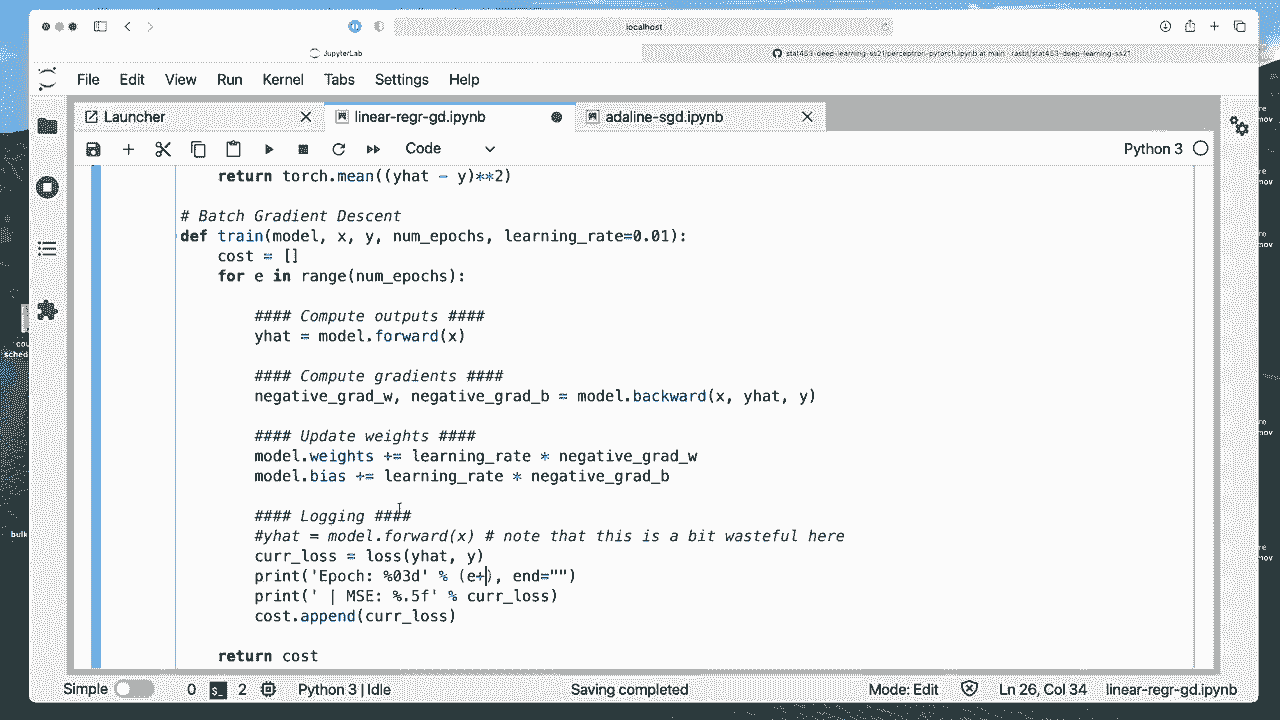 localhost
JupyterLab
stat453-deep-learning-ss21/perceptron-pytorch.ipynb at main · rasbt/stat453-deep-learning-ss21
File Edit View Run Kernel Tabs Settings Help
Launcher
linear-regr-gd.ipynb
adaline-sgd.ipynb
Code
Python 3
return torch.mean((yhat - y)**2)
# Batch Gradient Descent
def train(model, x, y, num_epochs, learning_rate=0.01):
cost = []
for e in range(num_epochs):
#### Compute outputs ####
yhat = model.forward(x)
#### Compute gradients ####
negative_grad_w, negative_grad_b = model.backward(x, yhat, y)
#### Update weights ####
model.weights += learning_rate * negative_grad_w
model.bias += learning_rate * negative_grad_b
#### Logging ####
#yhat = model.forward(x) # note that this is a bit wasteful here
curr_loss = loss(yhat, y)
print('Epoch: %03d' % (e+), end="")
print(' | MSE: %.5f' % curr_loss)
cost.append(curr_loss)
return cost
Simple 0 $_ 2 Python 3 | Idle Saving completed Mode: Edit Ln 26, Col 34 linear-regr-gd.ipynb